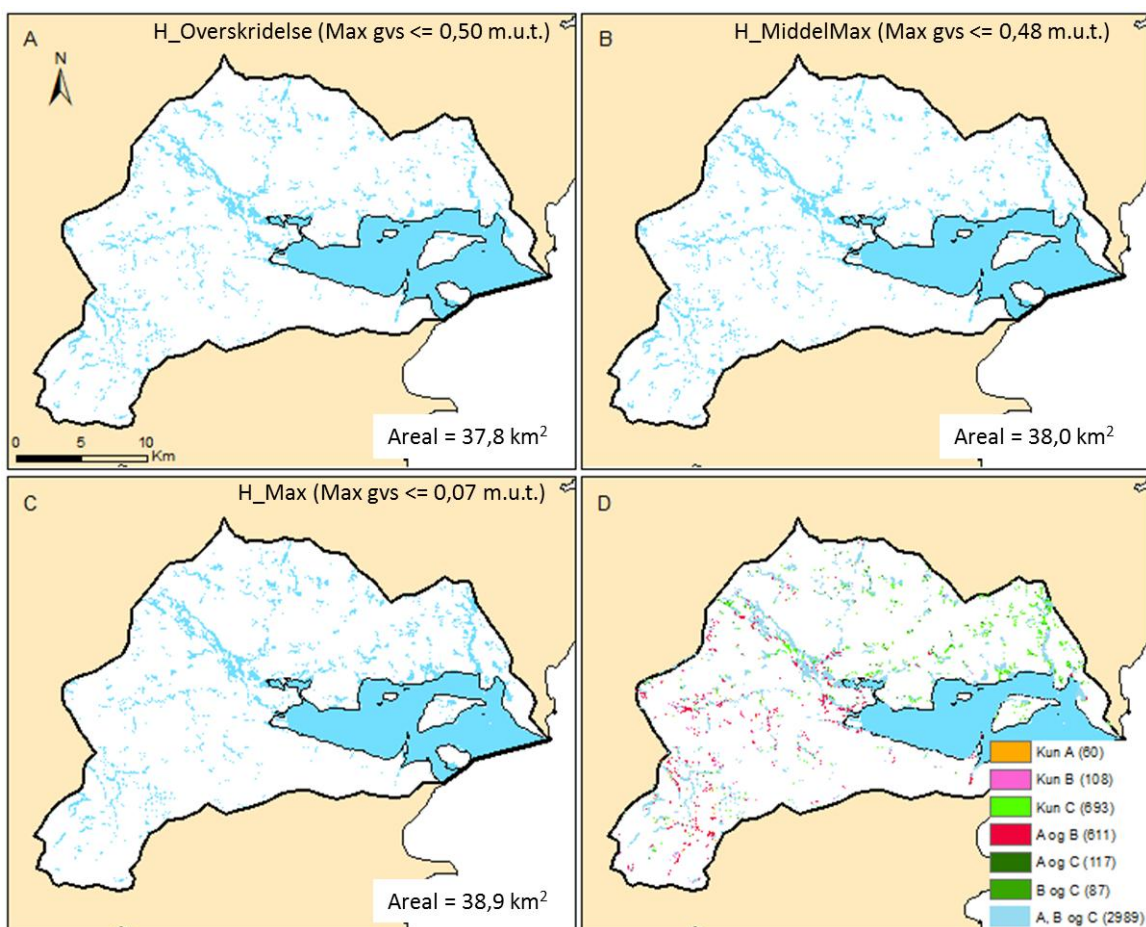 A
H_Overskridelse (Max gvs <= 0,50 m.u.t.)
N
0 5 10
Km
Areal = 37,8 km²
B
H_MiddelMax (Max gvs <= 0,48 m.u.t.)
Areal = 38,0 km²
C
H_Max (Max gvs <= 0,07 m.u.t.)
Areal = 38,9 km²
D
Kun A (60)
Kun B (108)
Kun C (693)
A og B (611)
A og C (117)
B og C (87)
A, B og C (2989)